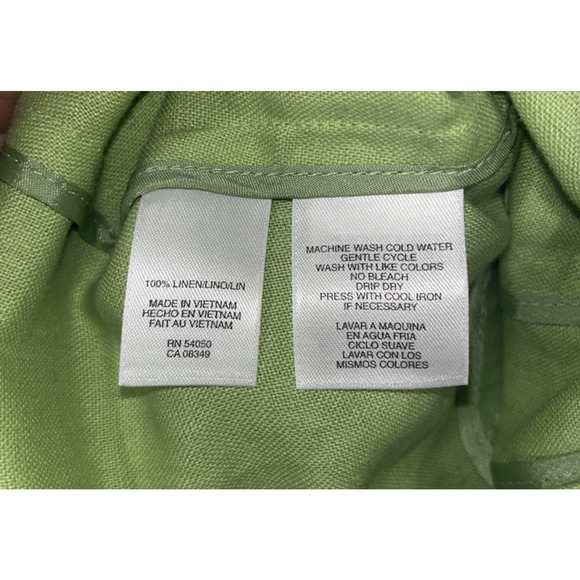 100% LINEN/LINO/LIN
MADE IN VIETNAM
HECHO EN VIETNAM
FAIT AU VIETNAM
RN 54050
CA 08349
MACHINE WASH COLD WATER
GENTLE CYCLE
WASH WITH LIKE COLORS
NO BLEACH
DRIP DRY
PRESS WITH COOL IRON
IF NECESSARY
LAVAR A MAQUINA
EN AGUA FRIA
CICLO SUAVE
LAVAR CON LOS
MISMOS COLORES